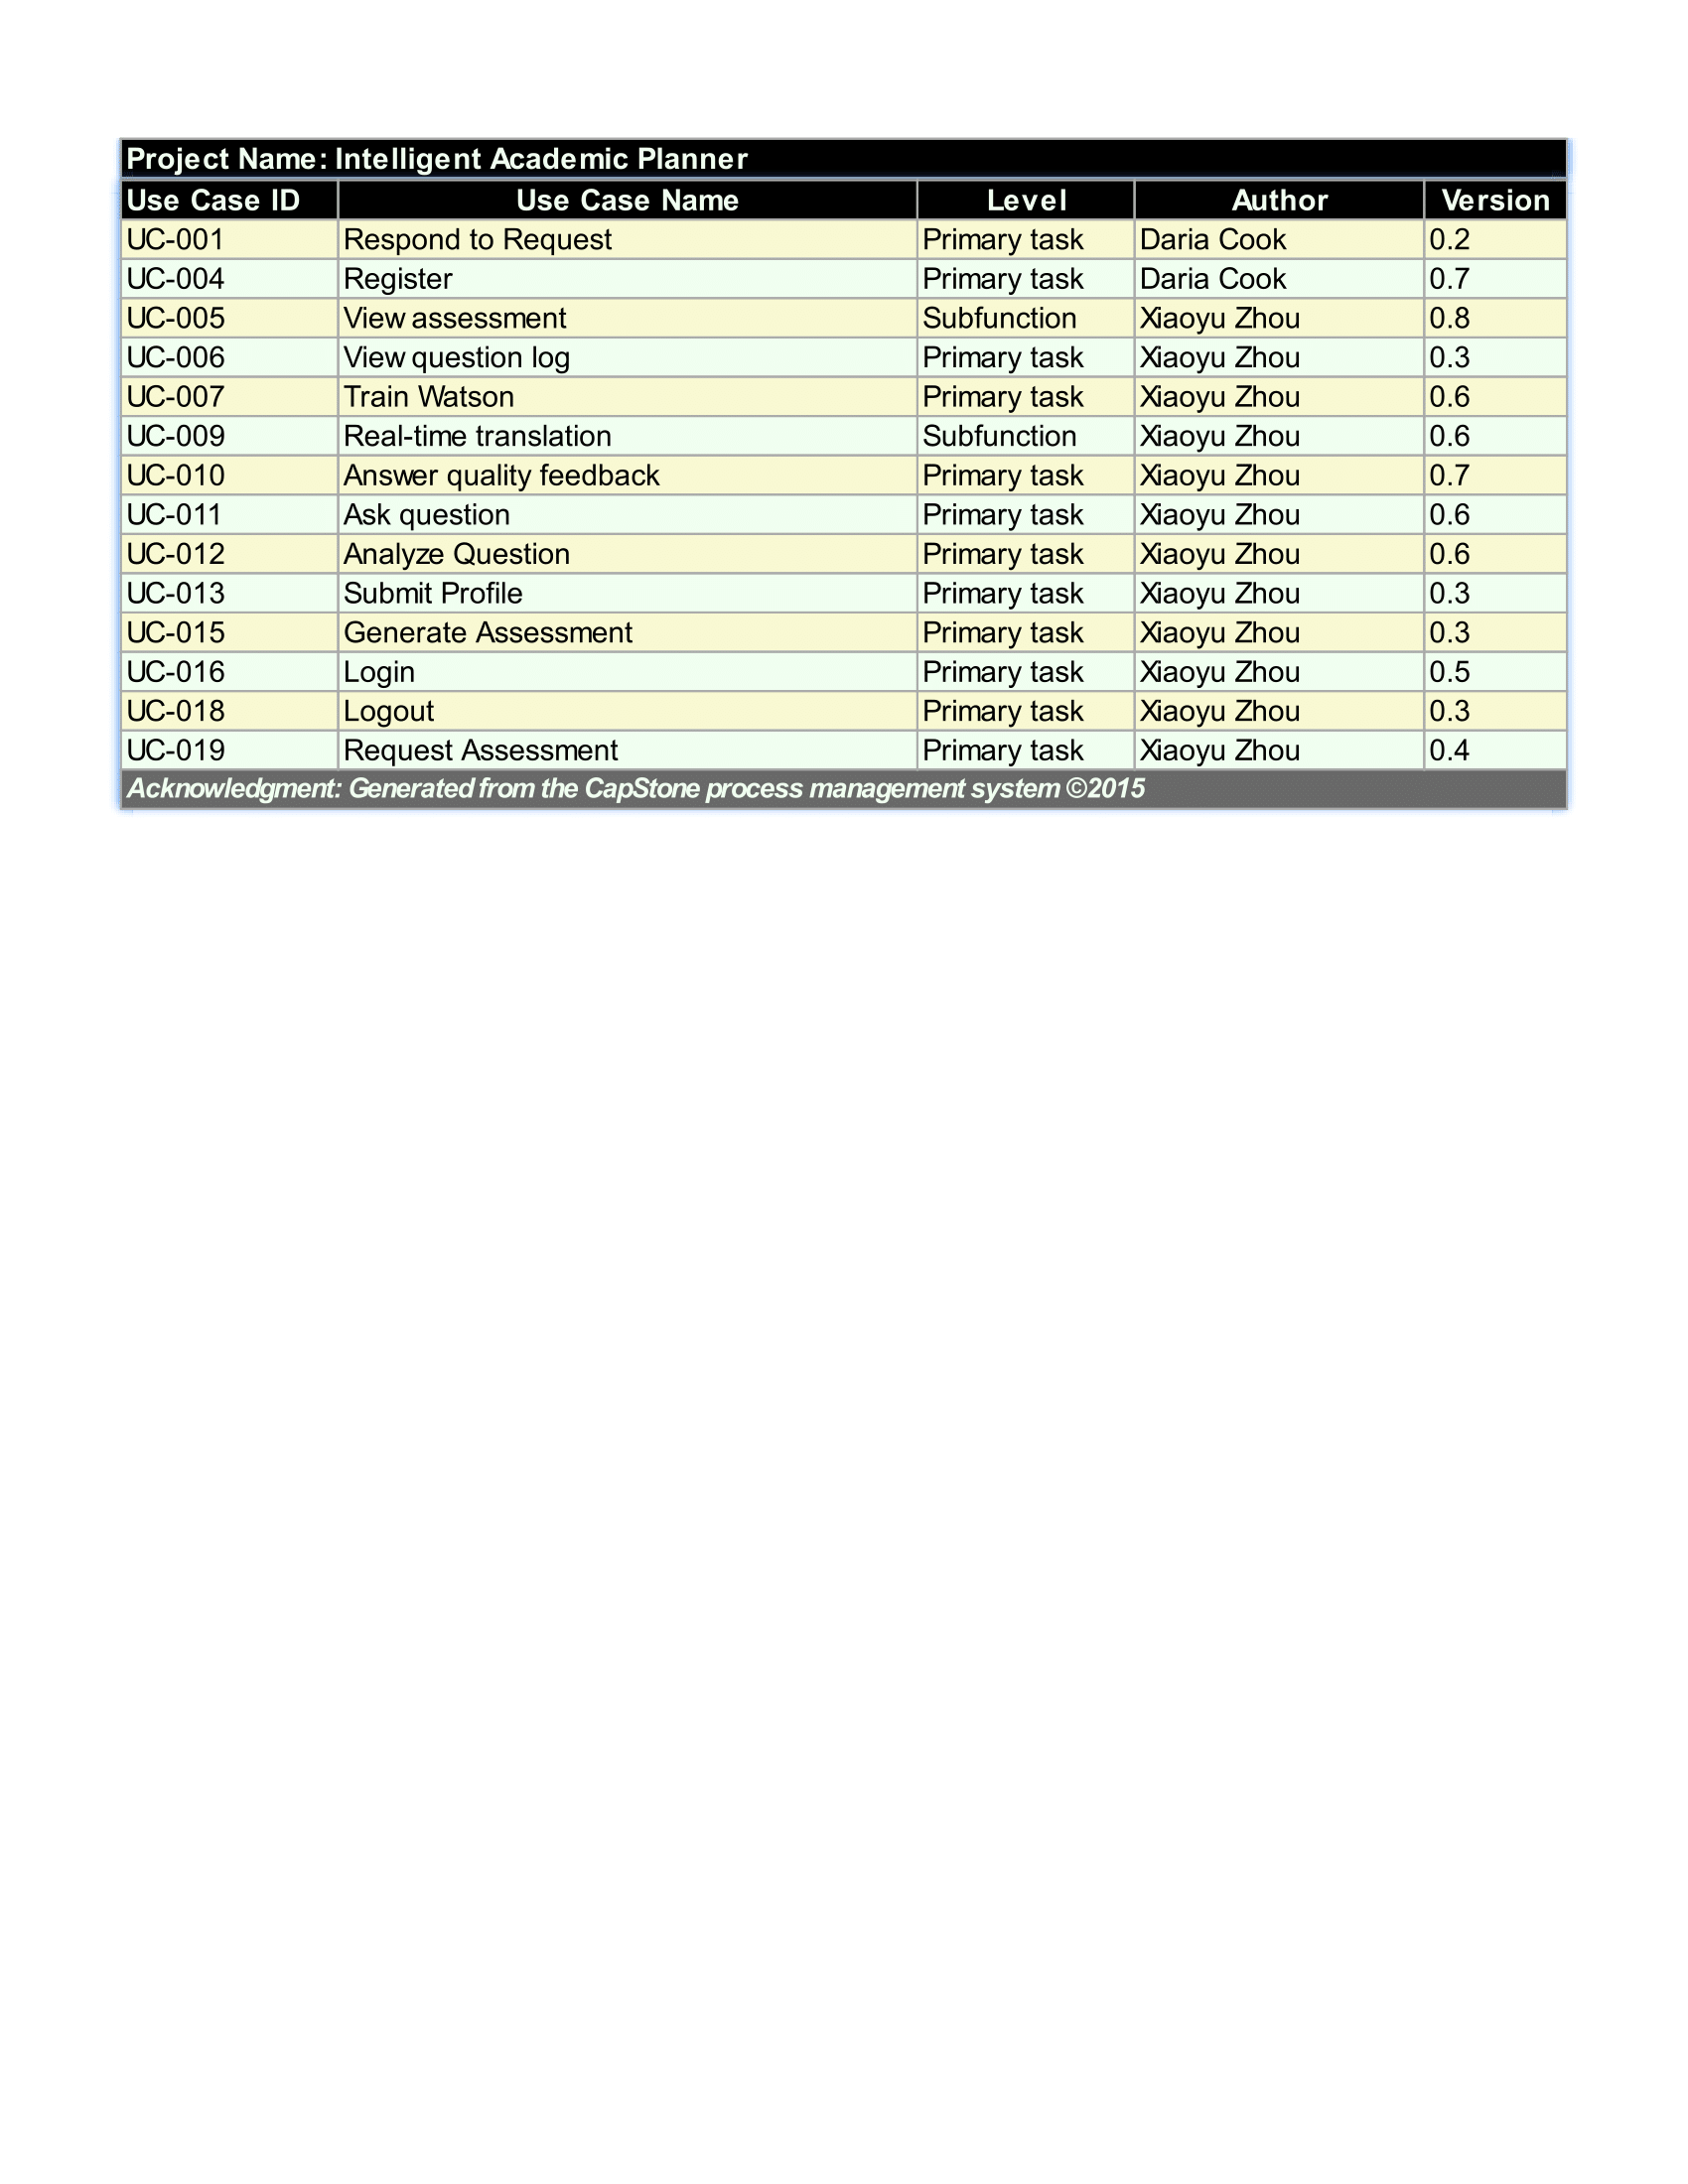 Project Name: Intelligent Academic Planner
Use Case ID Use Case Name Level Author Version
UC-001 Respond to Request Primary task Daria Cook 0.2
UC-004 Register Primary task Daria Cook 0.7
UC-005 View assessment Subfunction Xiaoyu Zhou 0.8
UC-006 View question log Primary task Xiaoyu Zhou 0.3
UC-007 Train Watson Primary task Xiaoyu Zhou 0.6
UC-009 Real-time translation Subfunction Xiaoyu Zhou 0.6
UC-010 Answer quality feedback Primary task Xiaoyu Zhou 0.7
UC-011 Ask question Primary task Xiaoyu Zhou 0.6
UC-012 Analyze Question Primary task Xiaoyu Zhou 0.6
UC-013 Submit Profile Primary task Xiaoyu Zhou 0.3
UC-015 Generate Assessment Primary task Xiaoyu Zhou 0.3
UC-016 Login Primary task Xiaoyu Zhou 0.5
UC-018 Logout Primary task Xiaoyu Zhou 0.3
UC-019 Request Assessment Primary task Xiaoyu Zhou 0.4
Acknowledgment: Generated from the CapStone process management system ©2015